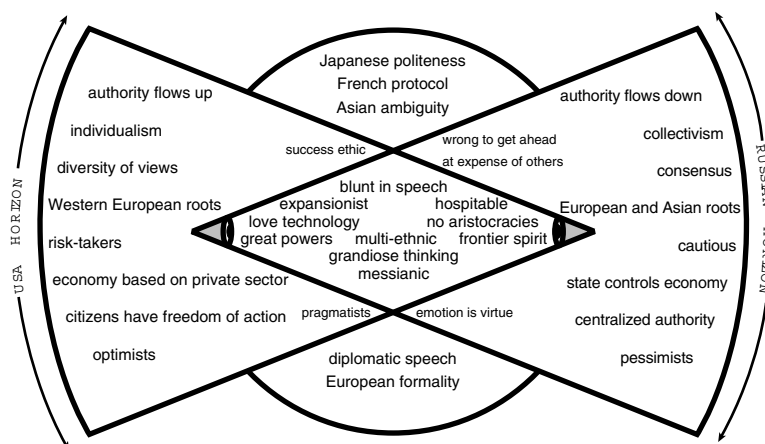 Japanese politeness
French protocol
Asian ambiguity
USA HORIZON
authority flows up
individualism
diversity of views
Western European roots
risk-takers
economy based on private sector
citizens have freedom of action
optimists
success ethic
pragmatists
blunt in speech
expansionist hospitable
love technology no aristocracies
great powers multi-ethnic frontier spirit
grandiose thinking
messianic
wrong to get ahead
at expense of others
emotion is virtue
authority flows down
collectivism
consensus
European and Asian roots
cautious
state controls economy
centralized authority
pessimists
RUSSIAN HORIZON
diplomatic speech
European formality